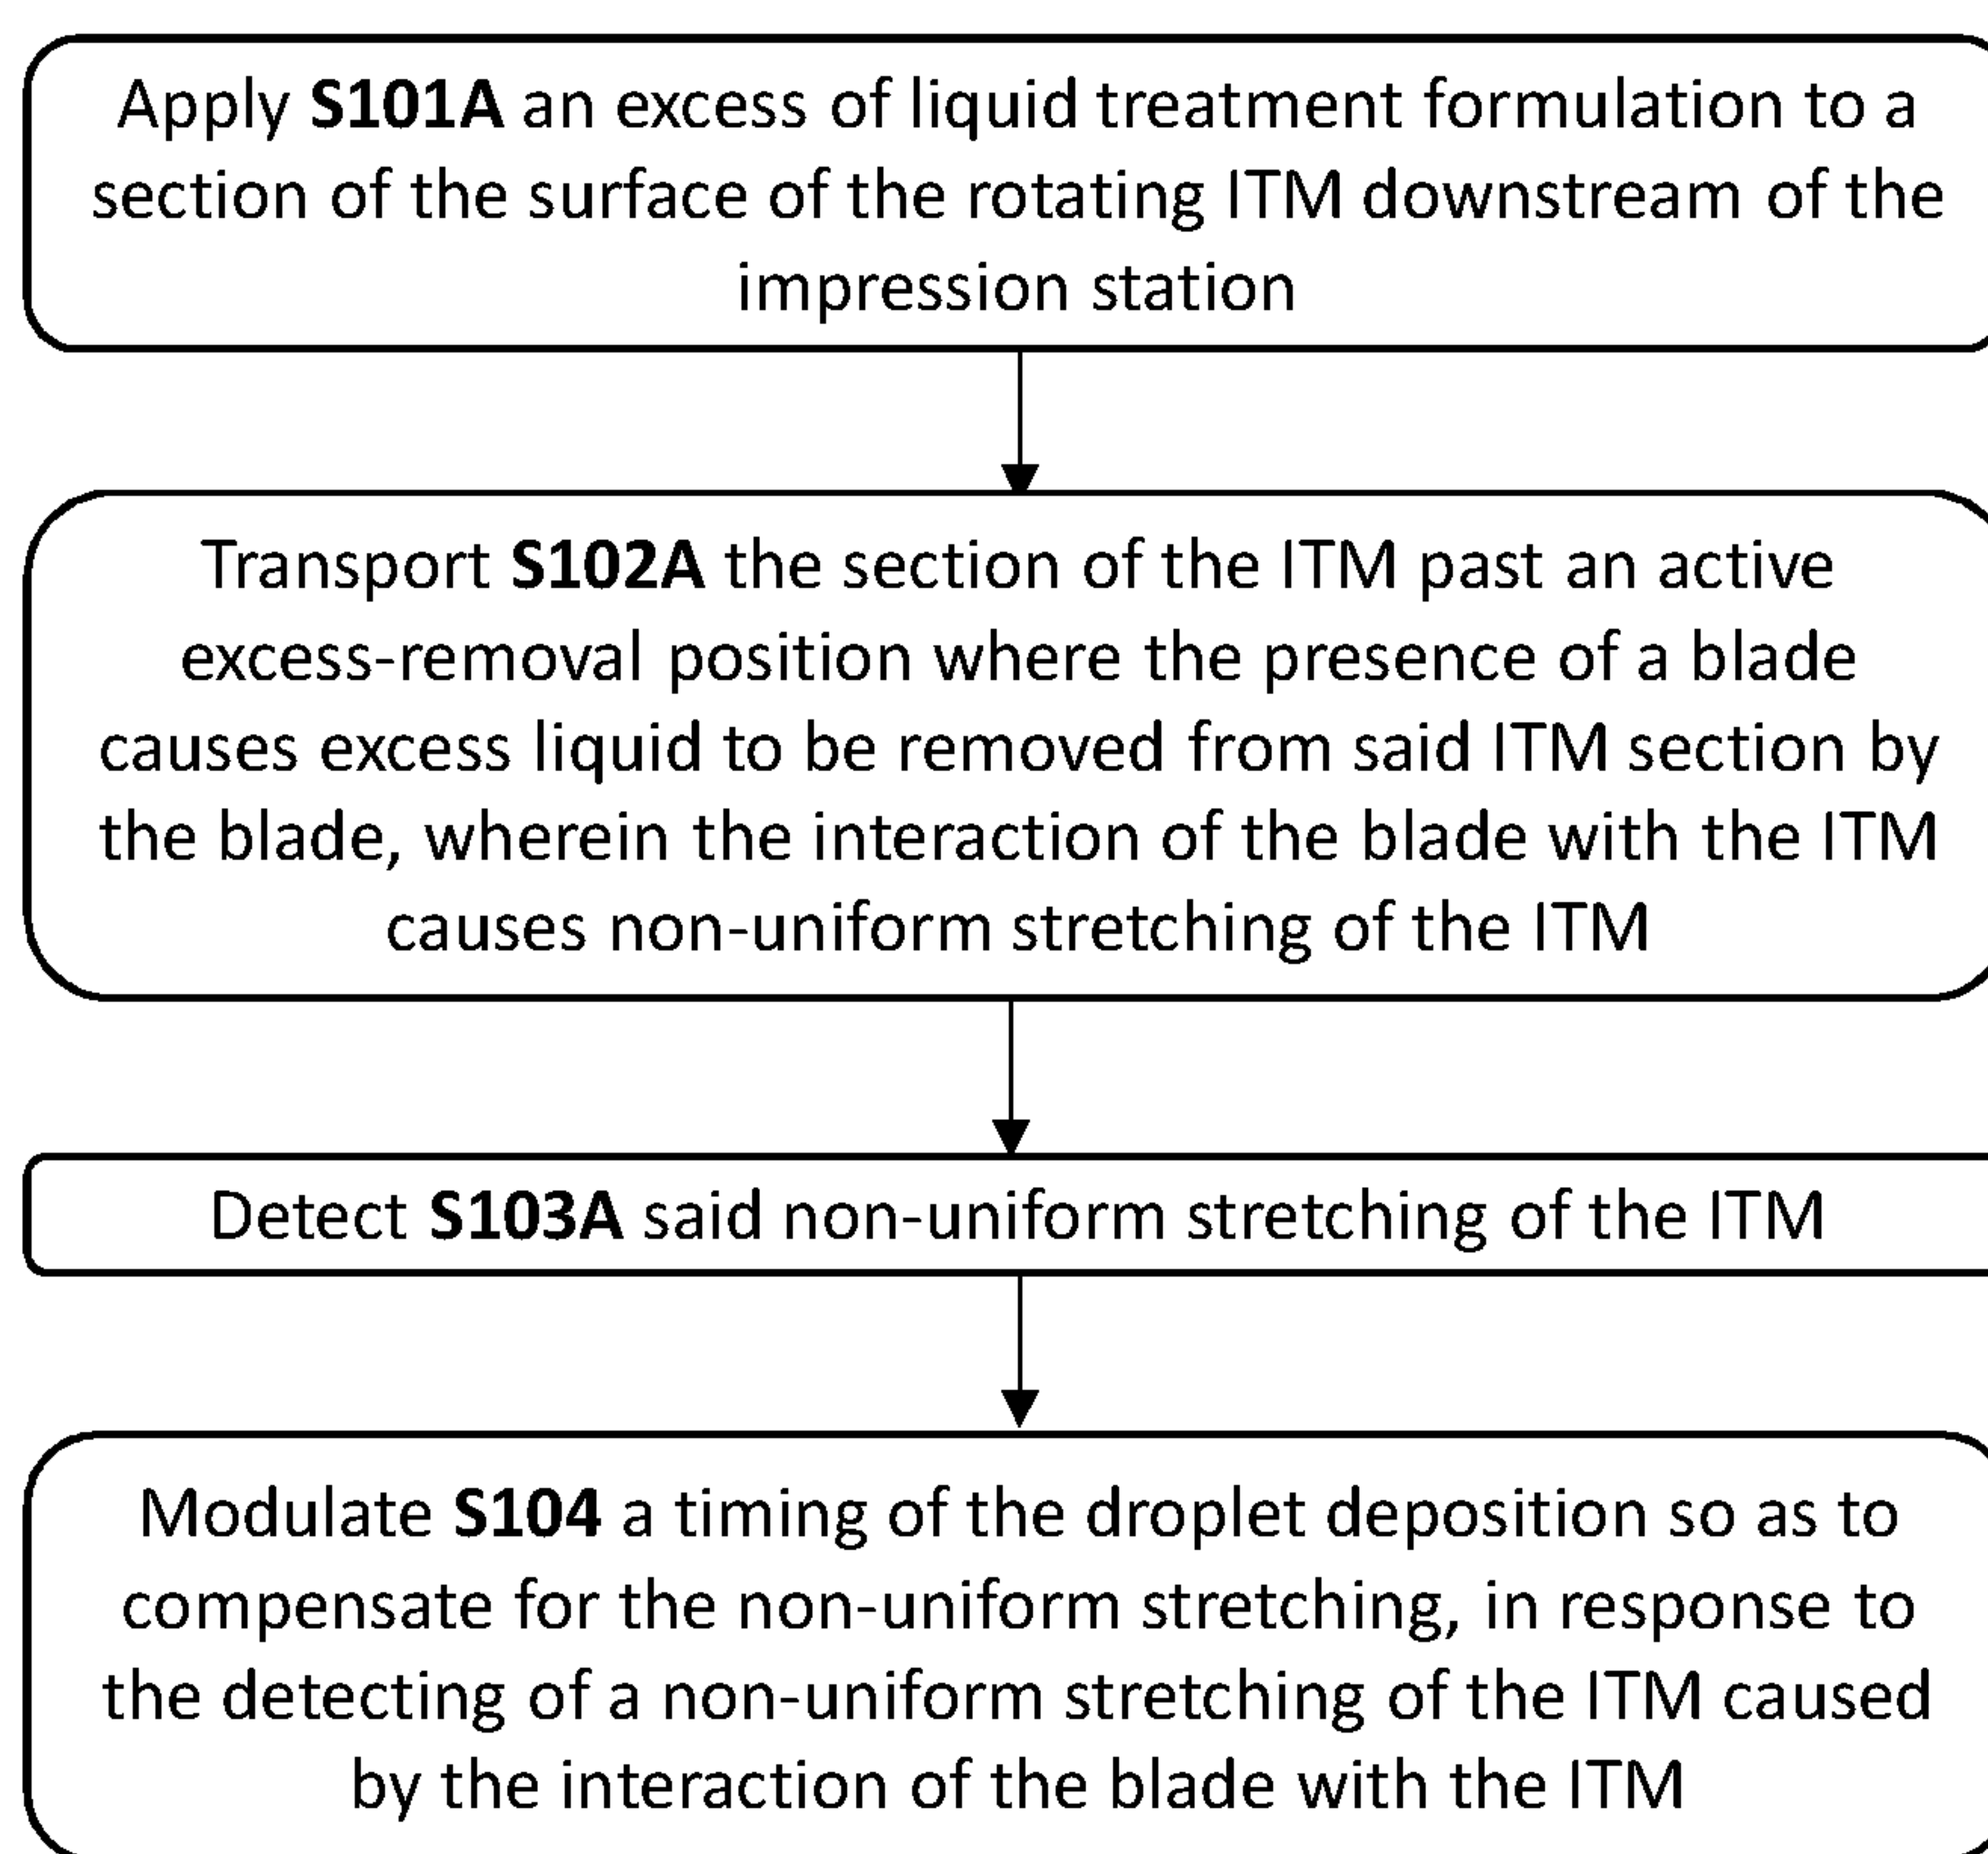 Apply S101A an excess of liquid treatment formulation to a
section of the surface of the rotating ITM downstream of the
impression station
Transport S102A the section of the ITM past an active
excess-removal position where the presence of a blade
causes excess liquid to be removed from said ITM section by
the blade, wherein the interaction of the blade with the ITM
causes non-uniform stretching of the ITM
Detect S103A said non-uniform stretching of the ITM
Modulate S104 a timing of the droplet deposition so as to
compensate for the non-uniform stretching, in response to
the detecting of a non-uniform stretching of the ITM caused
by the interaction of the blade with the ITM